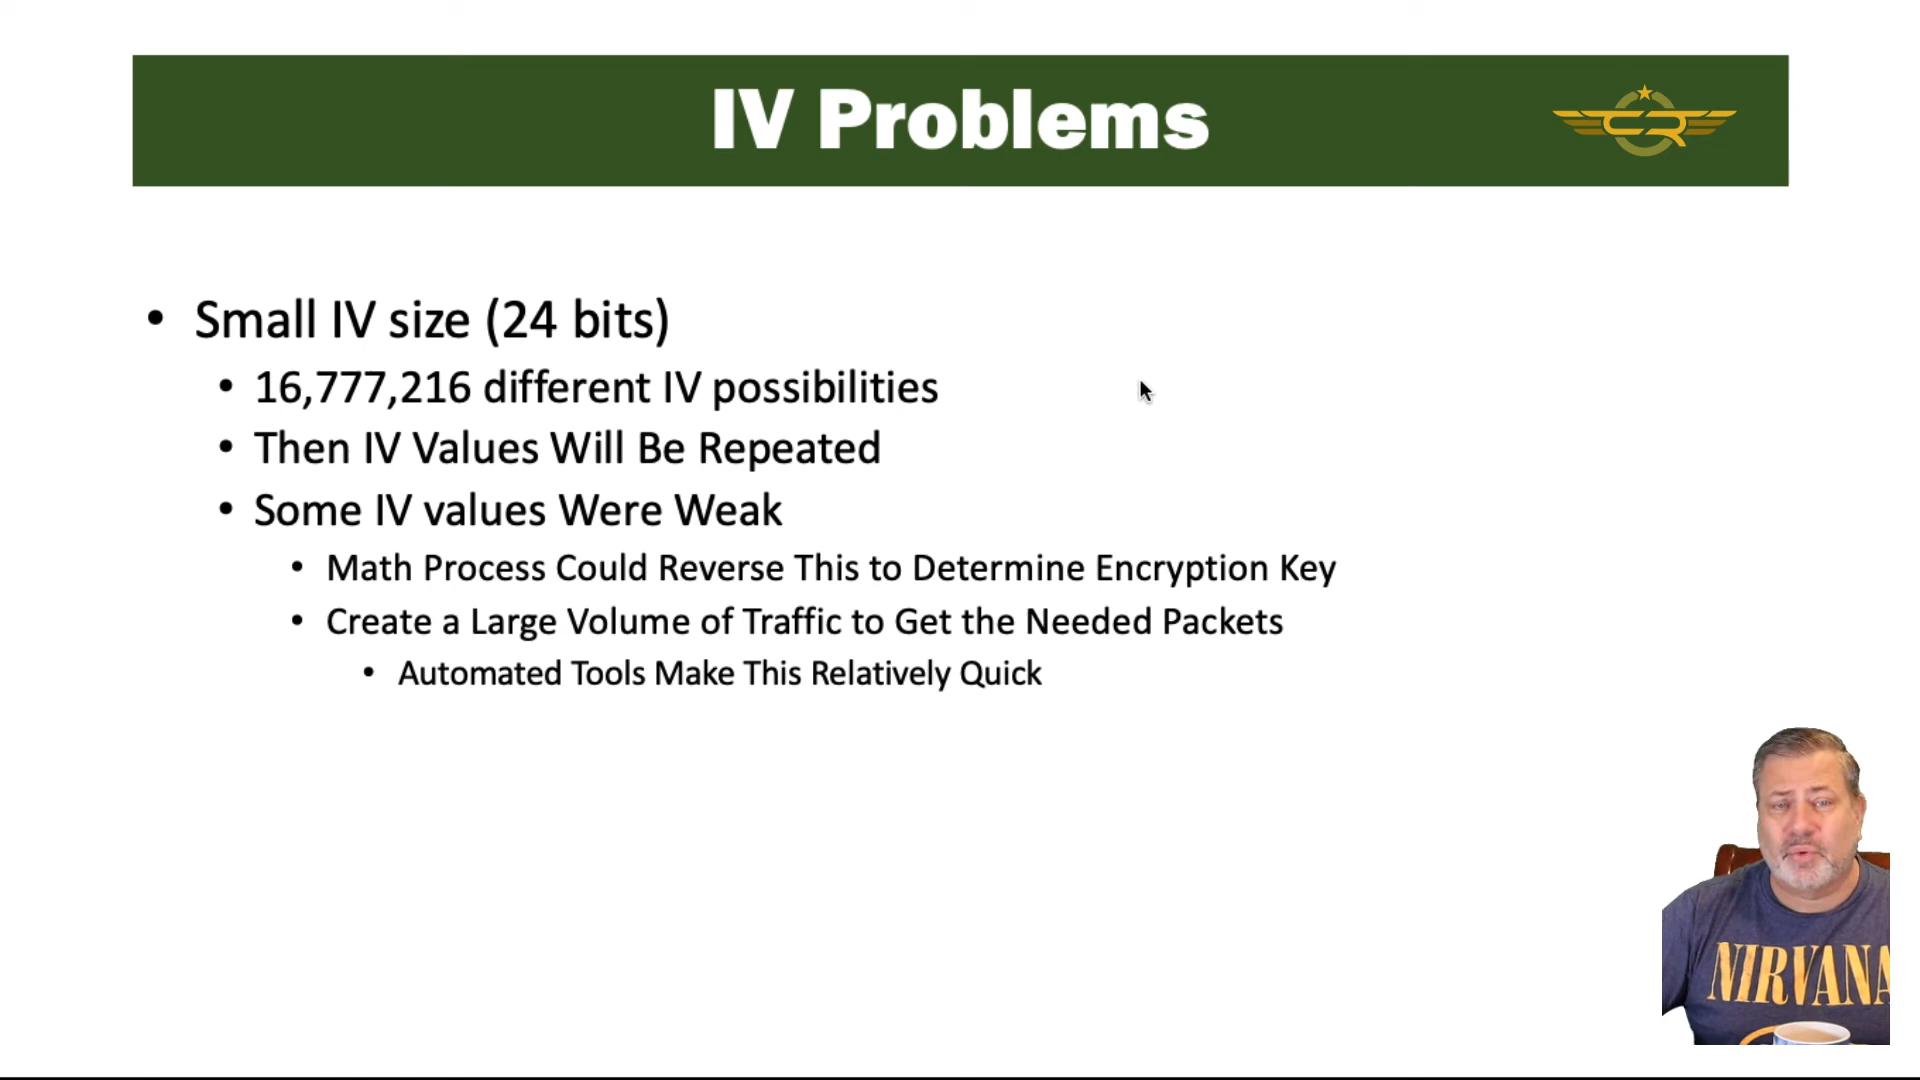 IV Problems
CR
• Small IV size (24 bits)
• 16,777,216 different IV possibilities
• Then IV Values Will Be Repeated
• Some IV values Were Weak
• Math Process Could Reverse This to Determine Encryption Key
• Create a Large Volume of Traffic to Get the Needed Packets
• Automated Tools Make This Relatively Quick
NIRVANA